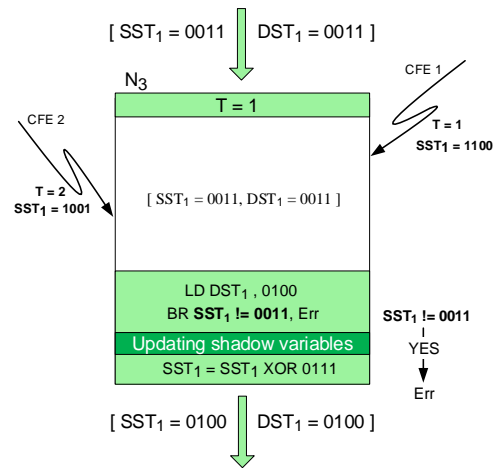 [ SST₁ = 0011 DST₁ = 0011 ]
N₃
T = 1
CFE 1
CFE 2
T = 1
SST₁ = 1100
T = 2
SST₁ = 1001
[ SST₁ = 0011, DST₁ = 0011 ]
LD DST₁ , 0100
BR SST₁ != 0011, Err
SST₁ != 0011
YES
Err
Updating shadow variables
SST₁ = SST₁ XOR 0111
[ SST₁ = 0100 DST₁ = 0100 ]